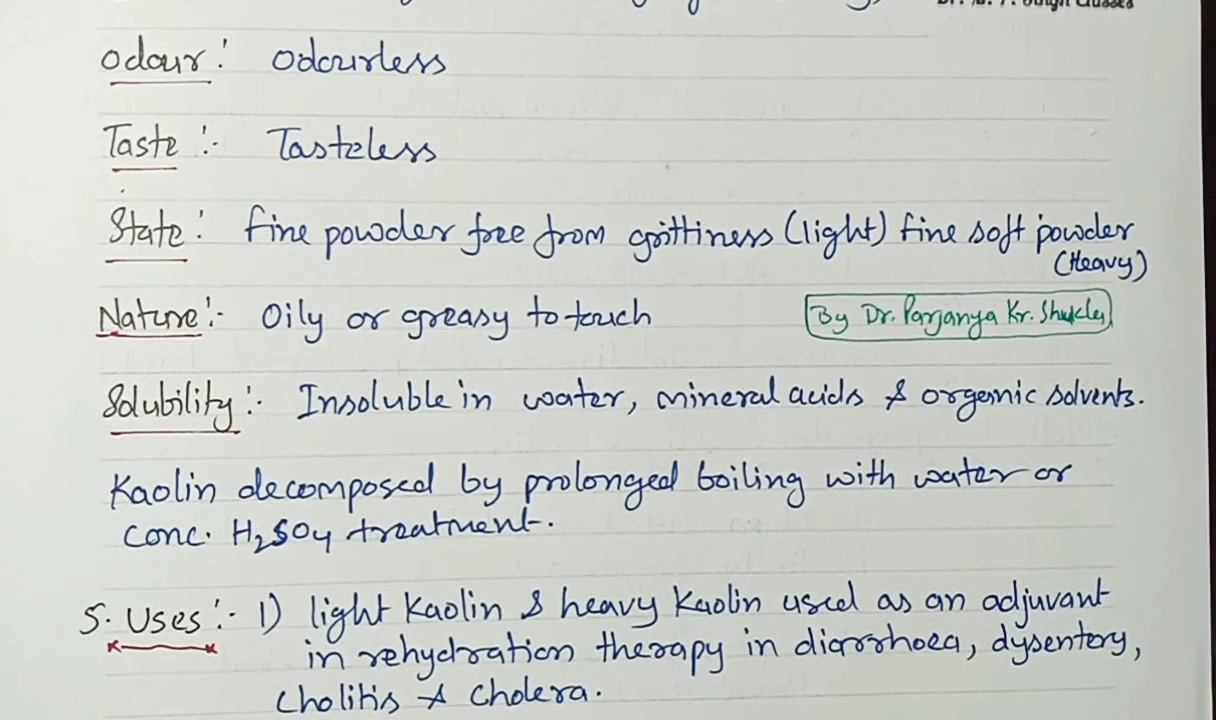 Odour: Odourless
Taste:- Tasteless
State: fine powder free from grittiness (light) fine soft powder
(Heavy)
Nature:- Oily or greasy to touch
By Dr. Parjanya Kr. Shukla
Solubility:- Insoluble in water, mineral acids & organic solvents.
Kaolin decomposed by prolonged boiling with water or
conc. H₂SO₄ treatment.
5. Uses:- 1) light Kaolin & heavy Kaolin used as an adjuvant
in rehydration therapy in diarrhoea, dysentery,
Cholitis & Cholera.